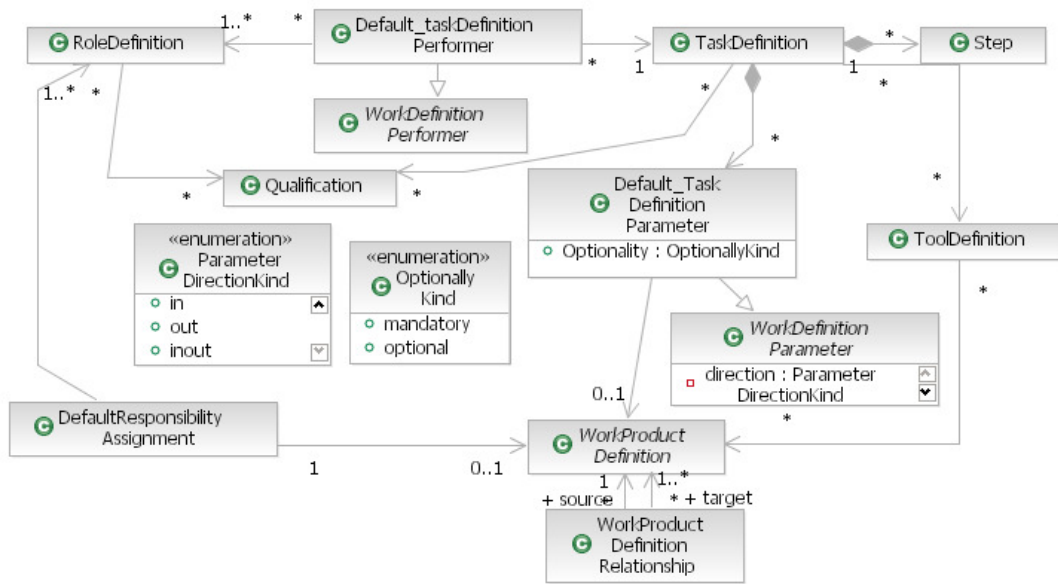 RoleDefinition
1..*
*
Default_taskDefinition
Performer
*
1
TaskDefinition
1
*
Step
1..*
*
*
*
*
WorkDefinition
Performer
*
*
Qualification
*
*
Default_Task
Definition
Parameter
Optionality : OptionallyKind
ToolDefinition
*
«enumeration»
Parameter
DirectionKind
in
out
inout
«enumeration»
Optionally
Kind
mandatory
optional
WorkDefinition
Parameter
direction : Parameter
DirectionKind
0..1
*
DefaultResponsibility
Assignment
1
0..1
WorkProduct
Definition
1
1..*
+ source
*
* + target
WorkProduct
Definition
Relationship